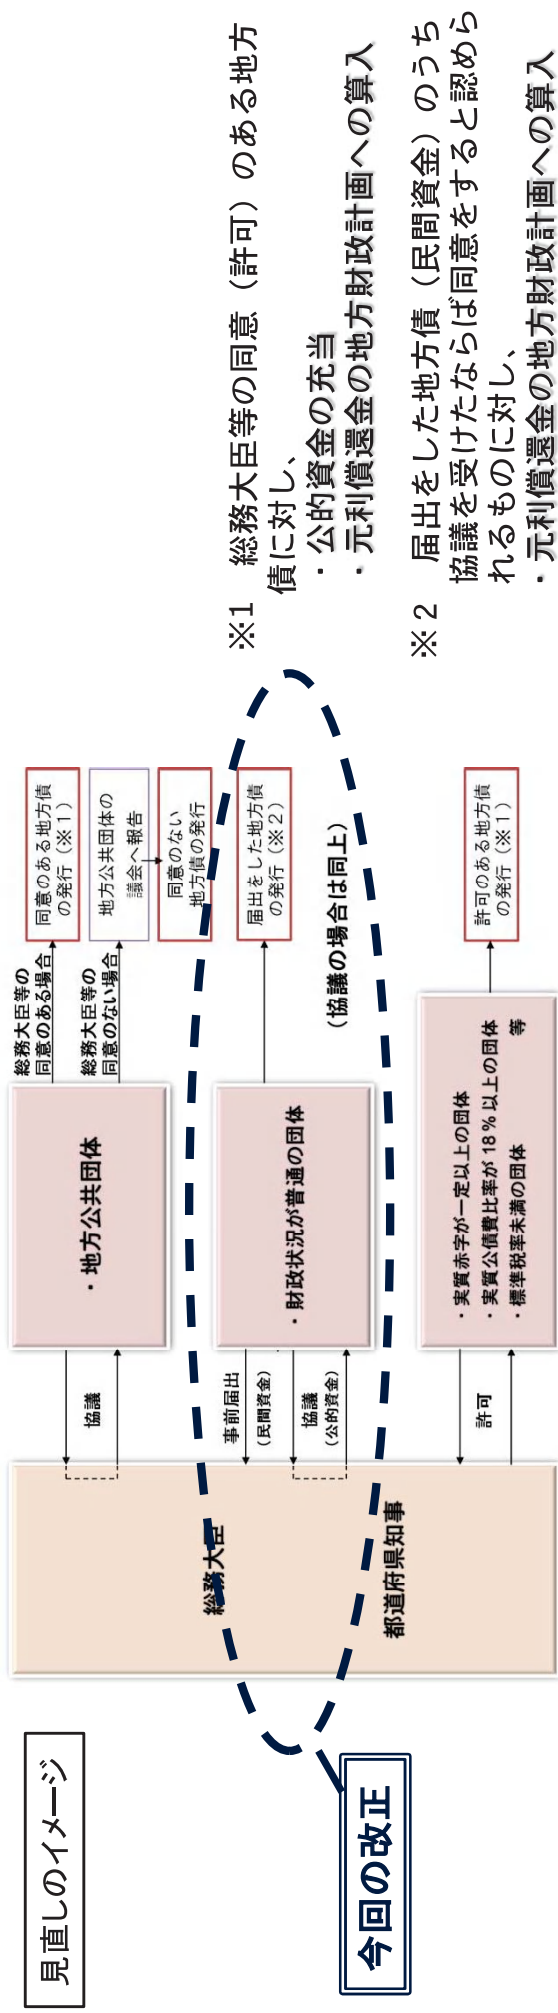 見直しのイメージ
今回の改正
総務大臣
都道府県知事
協議
・地方公共団体
総務大臣等の
同意のある場合
同意のある地方債
の発行（※１）
総務大臣等の
同意のない場合
地方公共団体の
議会へ報告
同意のない
地方債の発行
事前届出
（民間資金）
協議
（公的資金）
・財政状況が普通の団体
届出をした地方債
の発行（※２）
（協議の場合は同上）
許可
・実質赤字が一定以上の団体
・実質公債費比率が18％以上の団体
・標準税率未満の団体　　　　　等
許可のある地方債
の発行（※１）
※1　総務大臣等の同意（許可）のある地方
債に対し、
・公的資金の充当
・元利償還金の地方財政計画への算入
※２　届出をした地方債（民間資金）のうち
協議を受けたならば同意をすると認めら
れるものに対し、
・元利償還金の地方財政計画への算入